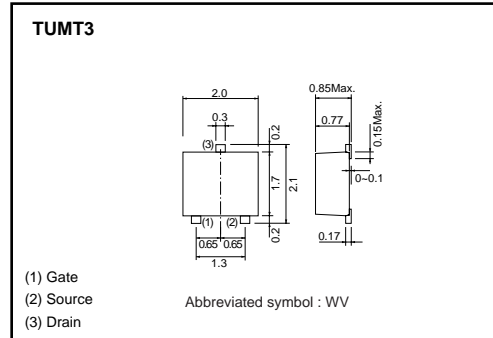 TUMT3
0.85Max.
2.0
0.77
0.15Max.
0.3
0.2
(3)
1.7
2.1
0~0.1
(1)
(2)
0.2
0.65
0.65
0.17
1.3
(1) Gate
(2) Source
(3) Drain
Abbreviated symbol : WV